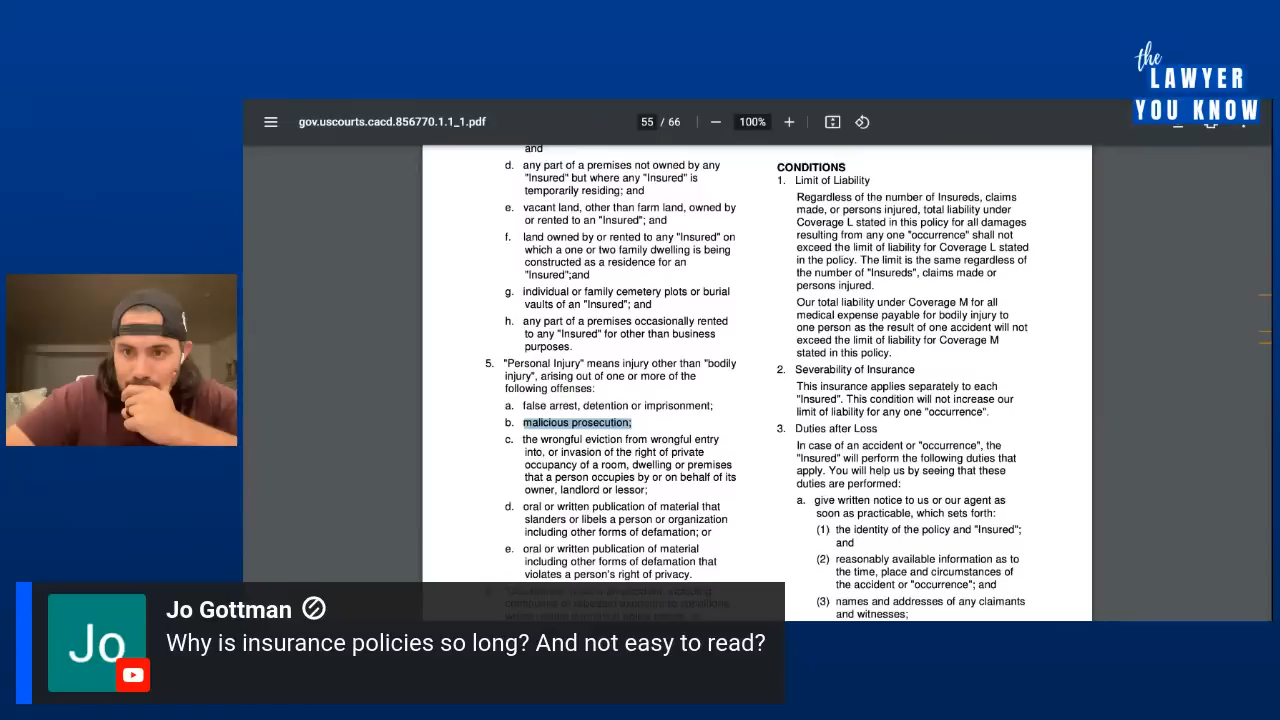 the
LAWYER
YOU KNOW
gov.uscourts.cacd.856770.1.1_1.pdf
55 / 66
100%
and
d. any part of a premises not owned by any
"Insured" but where any "Insured" is
temporarily residing; and
e. vacant land, other than farm land, owned by
or rented to an "Insured"; and
f. land owned by or rented to any "Insured" on
which a one or two family dwelling is being
constructed as a residence for an
"Insured";and
g. individual or family cemetery plots or burial
vaults of an "Insured"; and
h. any part of a premises occasionally rented
to any "Insured" for other than business
purposes.
5. "Personal Injury" means injury other than "bodily
injury", arising out of one or more of the
following offenses:
a. false arrest, detention or imprisonment;
b. malicious prosecution;
c. the wrongful eviction from wrongful entry
into, or invasion of the right of private
occupancy of a room, dwelling or premises
that a person occupies by or on behalf of its
owner, landlord or lessor;
d. oral or written publication of material that
slanders or libels a person or organization
including other forms of defamation; or
e. oral or written publication of material
including other forms of defamation that
violates a person's right of privacy.
CONDITIONS
1. Limit of Liability
Regardless of the number of Insureds, claims
made, or persons injured, total liability under
Coverage L stated in this policy for all damages
resulting from any one "occurrence" shall not
exceed the limit of liability for Coverage L stated
in the policy. The limit is the same regardless of
the number of "Insureds", claims made or
persons injured.
Our total liability under Coverage M for all
medical expense payable for bodily injury to
one person as the result of one accident will not
exceed the limit of liability for Coverage M
stated in this policy.
2. Severability of Insurance
This insurance applies separately to each
"Insured". This condition will not increase our
limit of liability for any one "occurrence".
3. Duties after Loss
In case of an accident or "occurrence", the
"Insured" will perform the following duties that
apply. You will help us by seeing that these
duties are performed:
a. give written notice to us or our agent as
soon as practicable, which sets forth:
(1) the identity of the policy and "Insured";
and
(2) reasonably available information as to
the time, place and circumstances of
the accident or "occurrence"; and
(3) names and addresses of any claimants
and witnesses;
Jo
Jo Gottman
Why is insurance policies so long? And not easy to read?